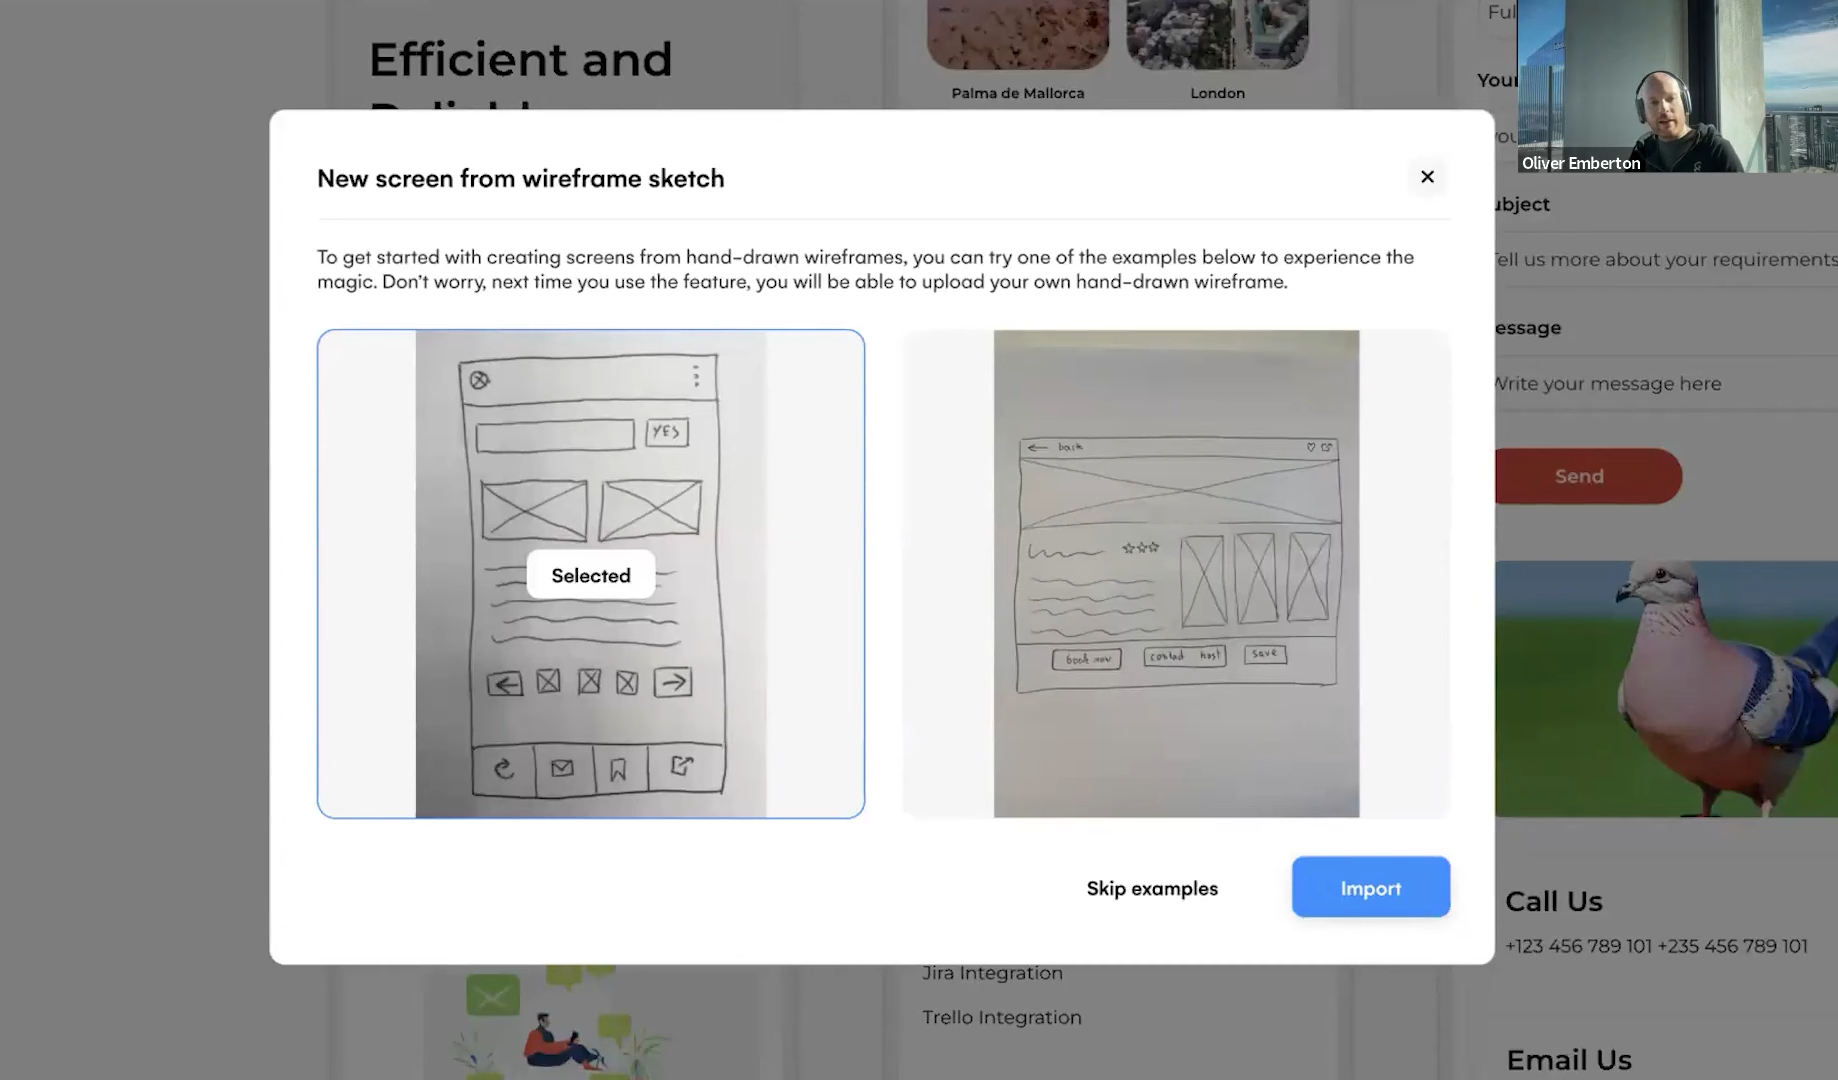 Efficient and
Palma de Mallorca
London
Ful
Your
you
Oliver Emberton
ubject
Tell us more about your requirements
essage
Write your message here
Send
New screen from wireframe sketch
To get started with creating screens from hand-drawn wireframes, you can try one of the examples below to experience the
magic. Don't worry, next time you use the feature, you will be able to upload your own hand-drawn wireframe.
YES
Selected
back
book now
contact host
save
Skip examples
Import
Call Us
+123 456 789 101 +235 456 789 101
Jira Integration
Trello Integration
Email Us